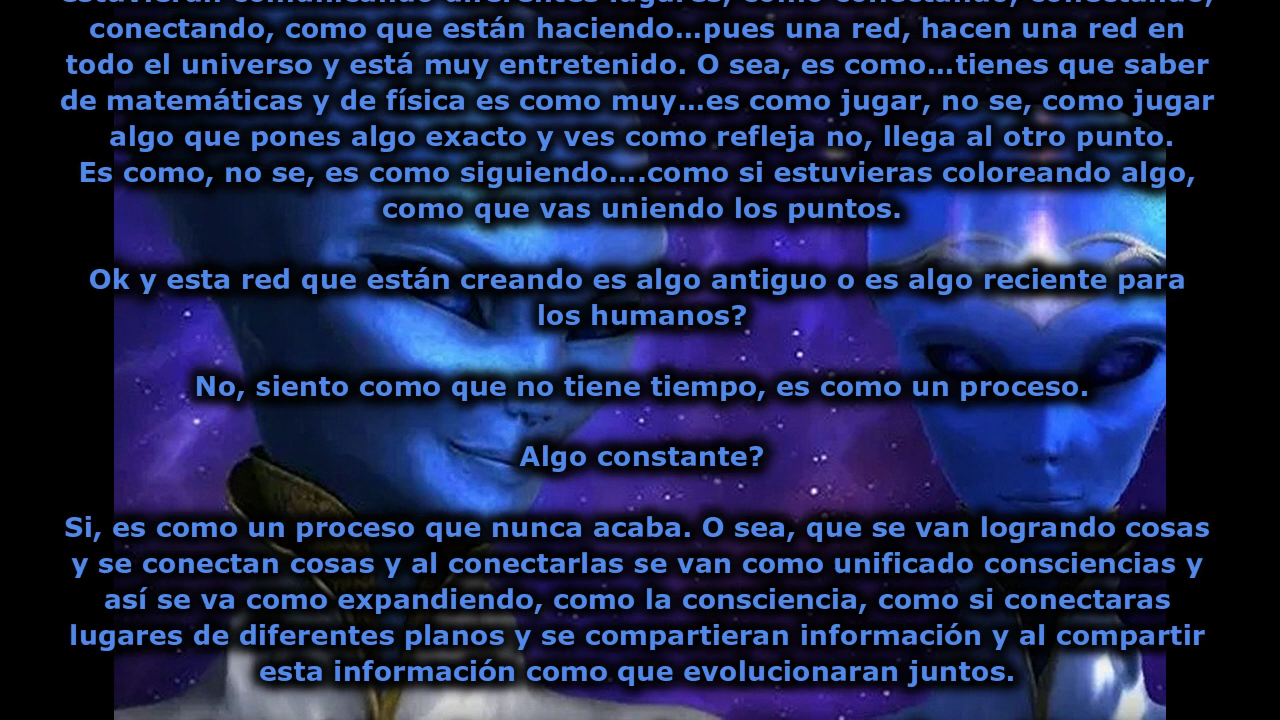 estuvieran comunicando diferentes lugares, como conectando, conectando,
conectando, como que están haciendo...pues una red, hacen una red en
todo el universo y está muy entretenido. O sea, es como...tienes que saber
de matemáticas y de física es como muy...es como jugar, no se, como jugar
algo que pones algo exacto y ves como refleja no, llega al otro punto.
Es como, no se, es como siguiendo....como si estuvieras coloreando algo,
como que vas uniendo los puntos.
Ok y esta red que están creando es algo antiguo o es algo reciente para
los humanos?
No, siento como que no tiene tiempo, es como un proceso.
Algo constante?
Si, es como un proceso que nunca acaba. O sea, que se van logrando cosas
y se conectan cosas y al conectarlas se van como unificado consciencias y
así se va como expandiendo, como la consciencia, como si conectaras
lugares de diferentes planos y se compartieran información y al compartir
esta información como que evolucionaran juntos.